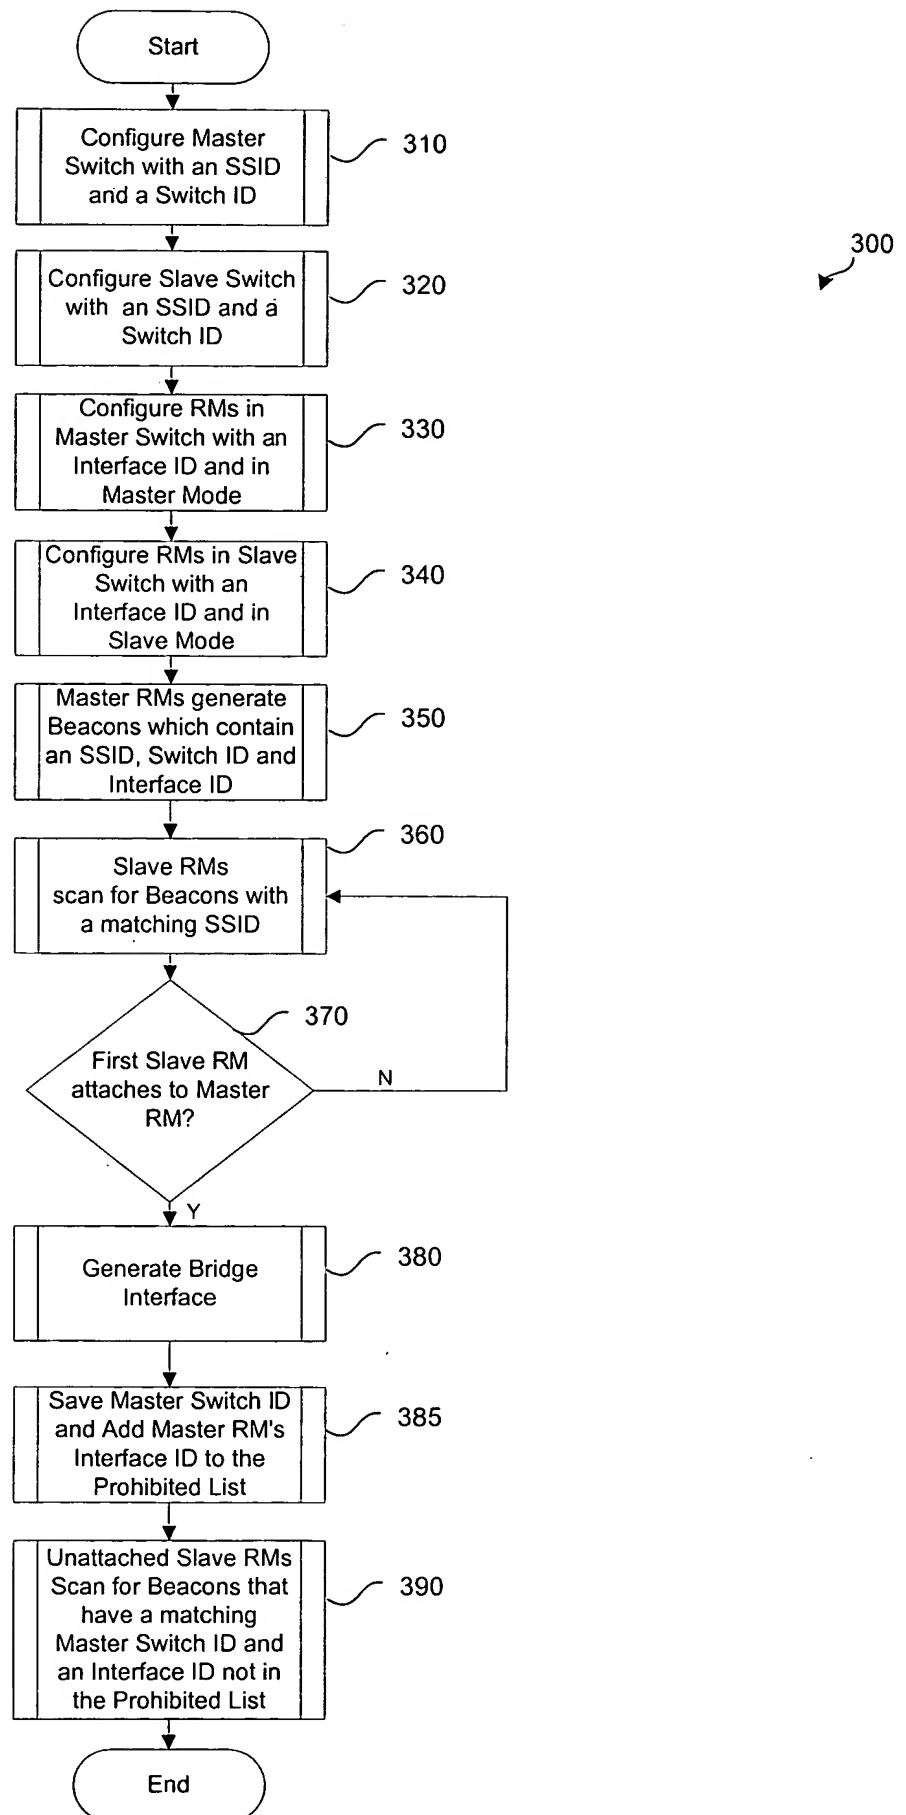 Start
Configure Master
Switch with an SSID
and a Switch ID
310
300
Configure Slave Switch
with an SSID and a
Switch ID
320
Configure RMs in
Master Switch with an
Interface ID and in
Master Mode
330
Configure RMs in Slave
Switch with an
Interface ID and in
Slave Mode
340
Master RMs generate
Beacons which contain
an SSID, Switch ID and
Interface ID
350
Slave RMs
scan for Beacons with
a matching SSID
360
First Slave RM
attaches to Master
RM?
370
N
Y
Generate Bridge
Interface
380
Save Master Switch ID
and Add Master RM's
Interface ID to the
Prohibited List
385
Unattached Slave RMs
Scan for Beacons that
have a matching
Master Switch ID and
an Interface ID not in
the Prohibited List
390
End